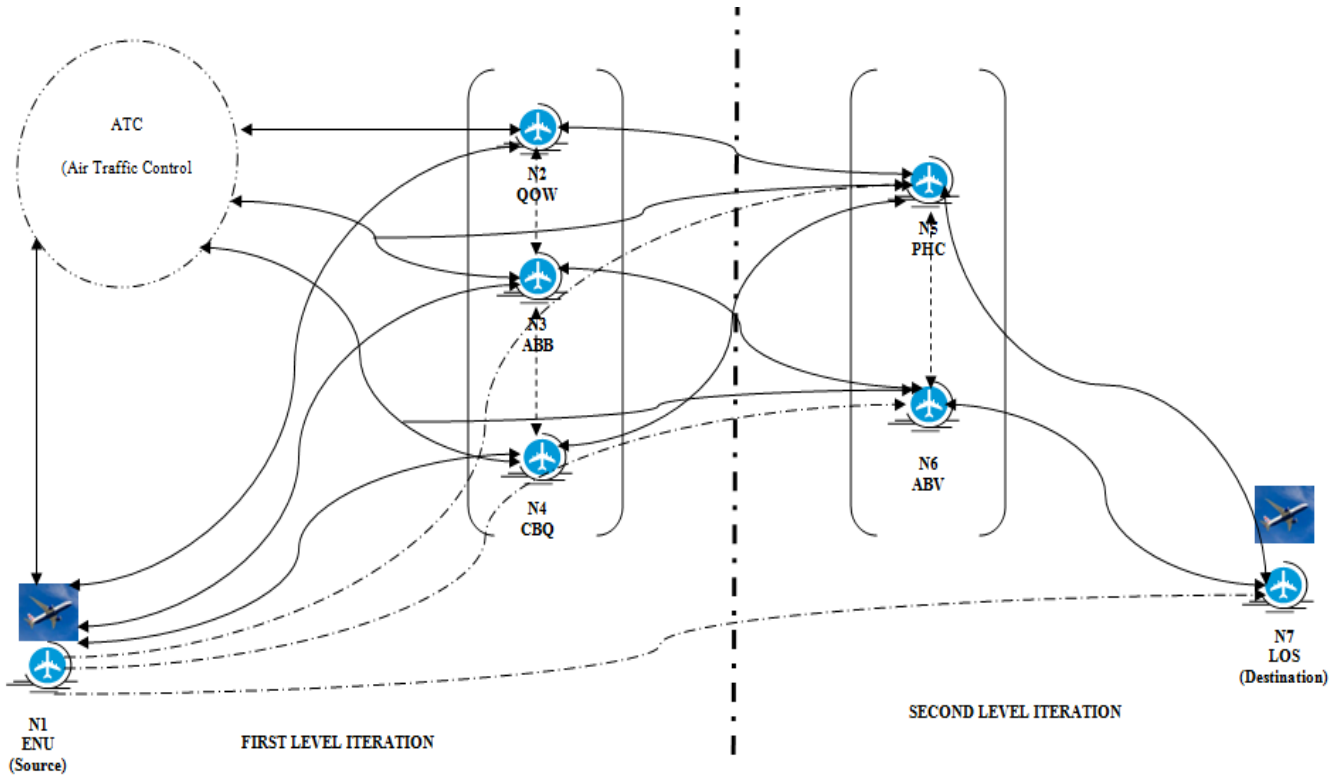 ATC
(Air Traffic Control
N2
QOW
N3
ABB
N4
CBQ
N5
PHC
N6
ABV
N7
LOS
(Destination)
N1
ENU
(Source)
FIRST LEVEL ITERATION
SECOND LEVEL ITERATION